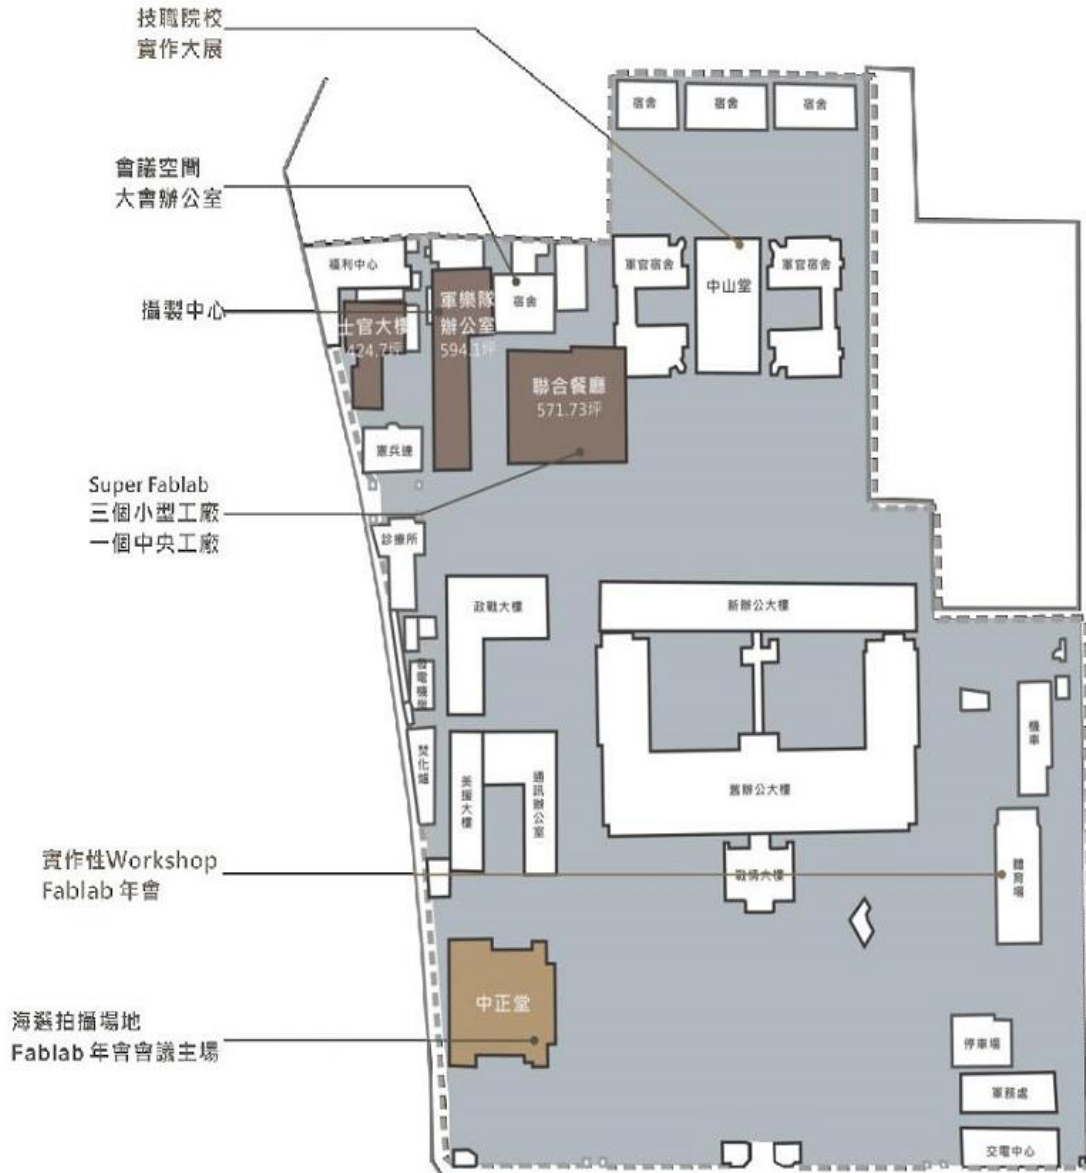 技職院校
實作大展
宿舍
宿舍
宿舍
會議空間
大會辦公室
福利中心
軍官宿舍
中山堂
軍官宿舍
攝製中心
士官大樓
424.7坪
軍樂隊
辦公室
594.1坪
宿舍
聯合餐廳
571.73坪
憲兵連
Super Fablab
三個小型工廠
一個中央工廠
診療所
政戰大樓
新辦公大樓
發電機房
機車
焚化爐
美援大樓
通訊辦公室
舊辦公大樓
實作性Workshop
Fablab 年會
戰情大樓
體育場
中正堂
海選拍攝場地
Fablab 年會會議主場
停車場
軍務處
交電中心